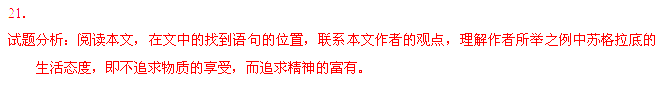 21.
试题分析：阅读本文，在文中的找到语句的位置，联系本文作者的观点，理解作者所举之例中苏格拉底的
生活态度，即不追求物质的享受，而追求精神的富有。